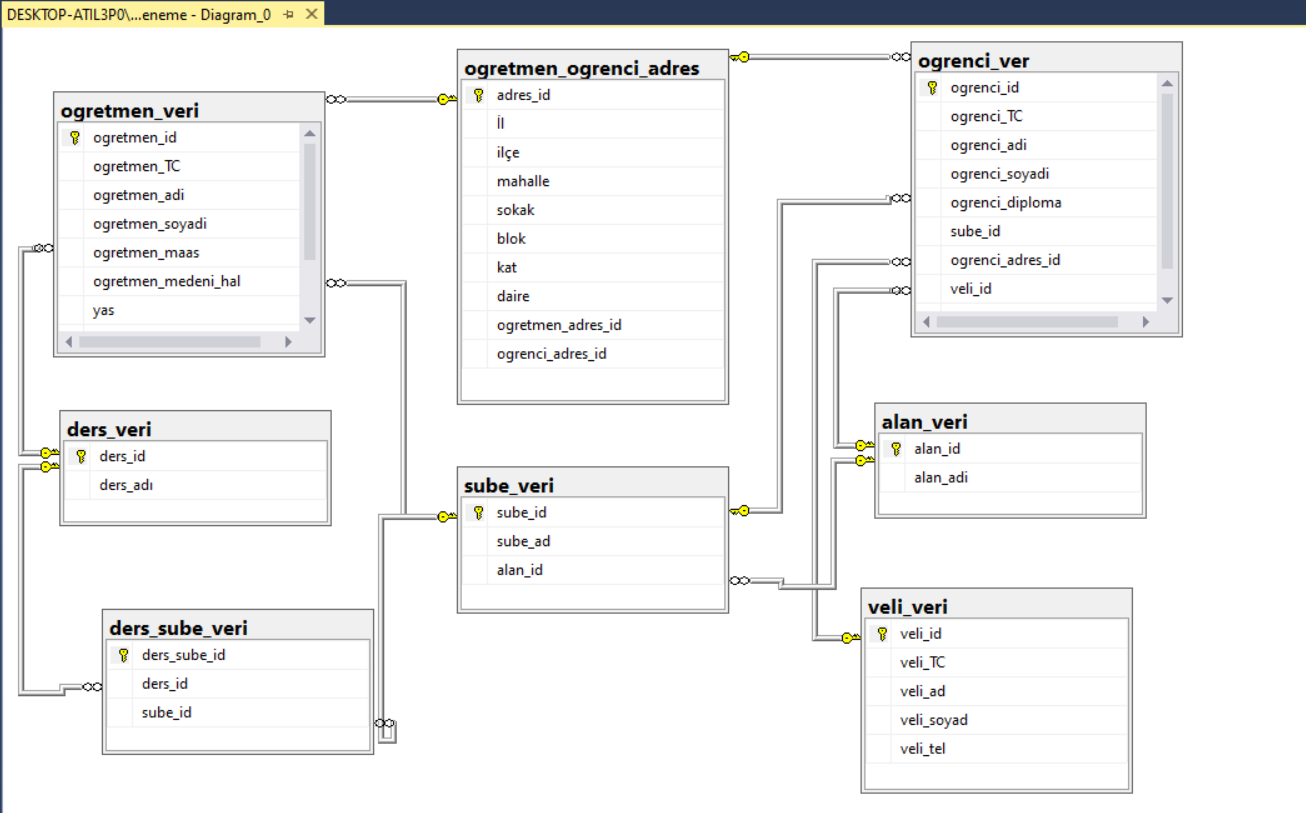 DESKTOP-ATIL3P0\...eneme - Diagram_0
ogretmen_veri
ogretmen_id
ogretmen_TC
ogretmen_adi
ogretmen_soyadi
ogretmen_maas
ogretmen_medeni_hal
yas
ogretmen_ogrenci_adres
adres_id
İl
ilçe
mahalle
sokak
blok
kat
daire
ogretmen_adres_id
ogrenci_adres_id
ogrenci_ver
ogrenci_id
ogrenci_TC
ogrenci_adi
ogrenci_soyadi
ogrenci_diploma
sube_id
ogrenci_adres_id
veli_id
ders_veri
ders_id
ders_adı
sube_veri
sube_id
sube_ad
alan_id
alan_veri
alan_id
alan_adi
ders_sube_veri
ders_sube_id
ders_id
sube_id
veli_veri
veli_id
veli_TC
veli_ad
veli_soyad
veli_tel